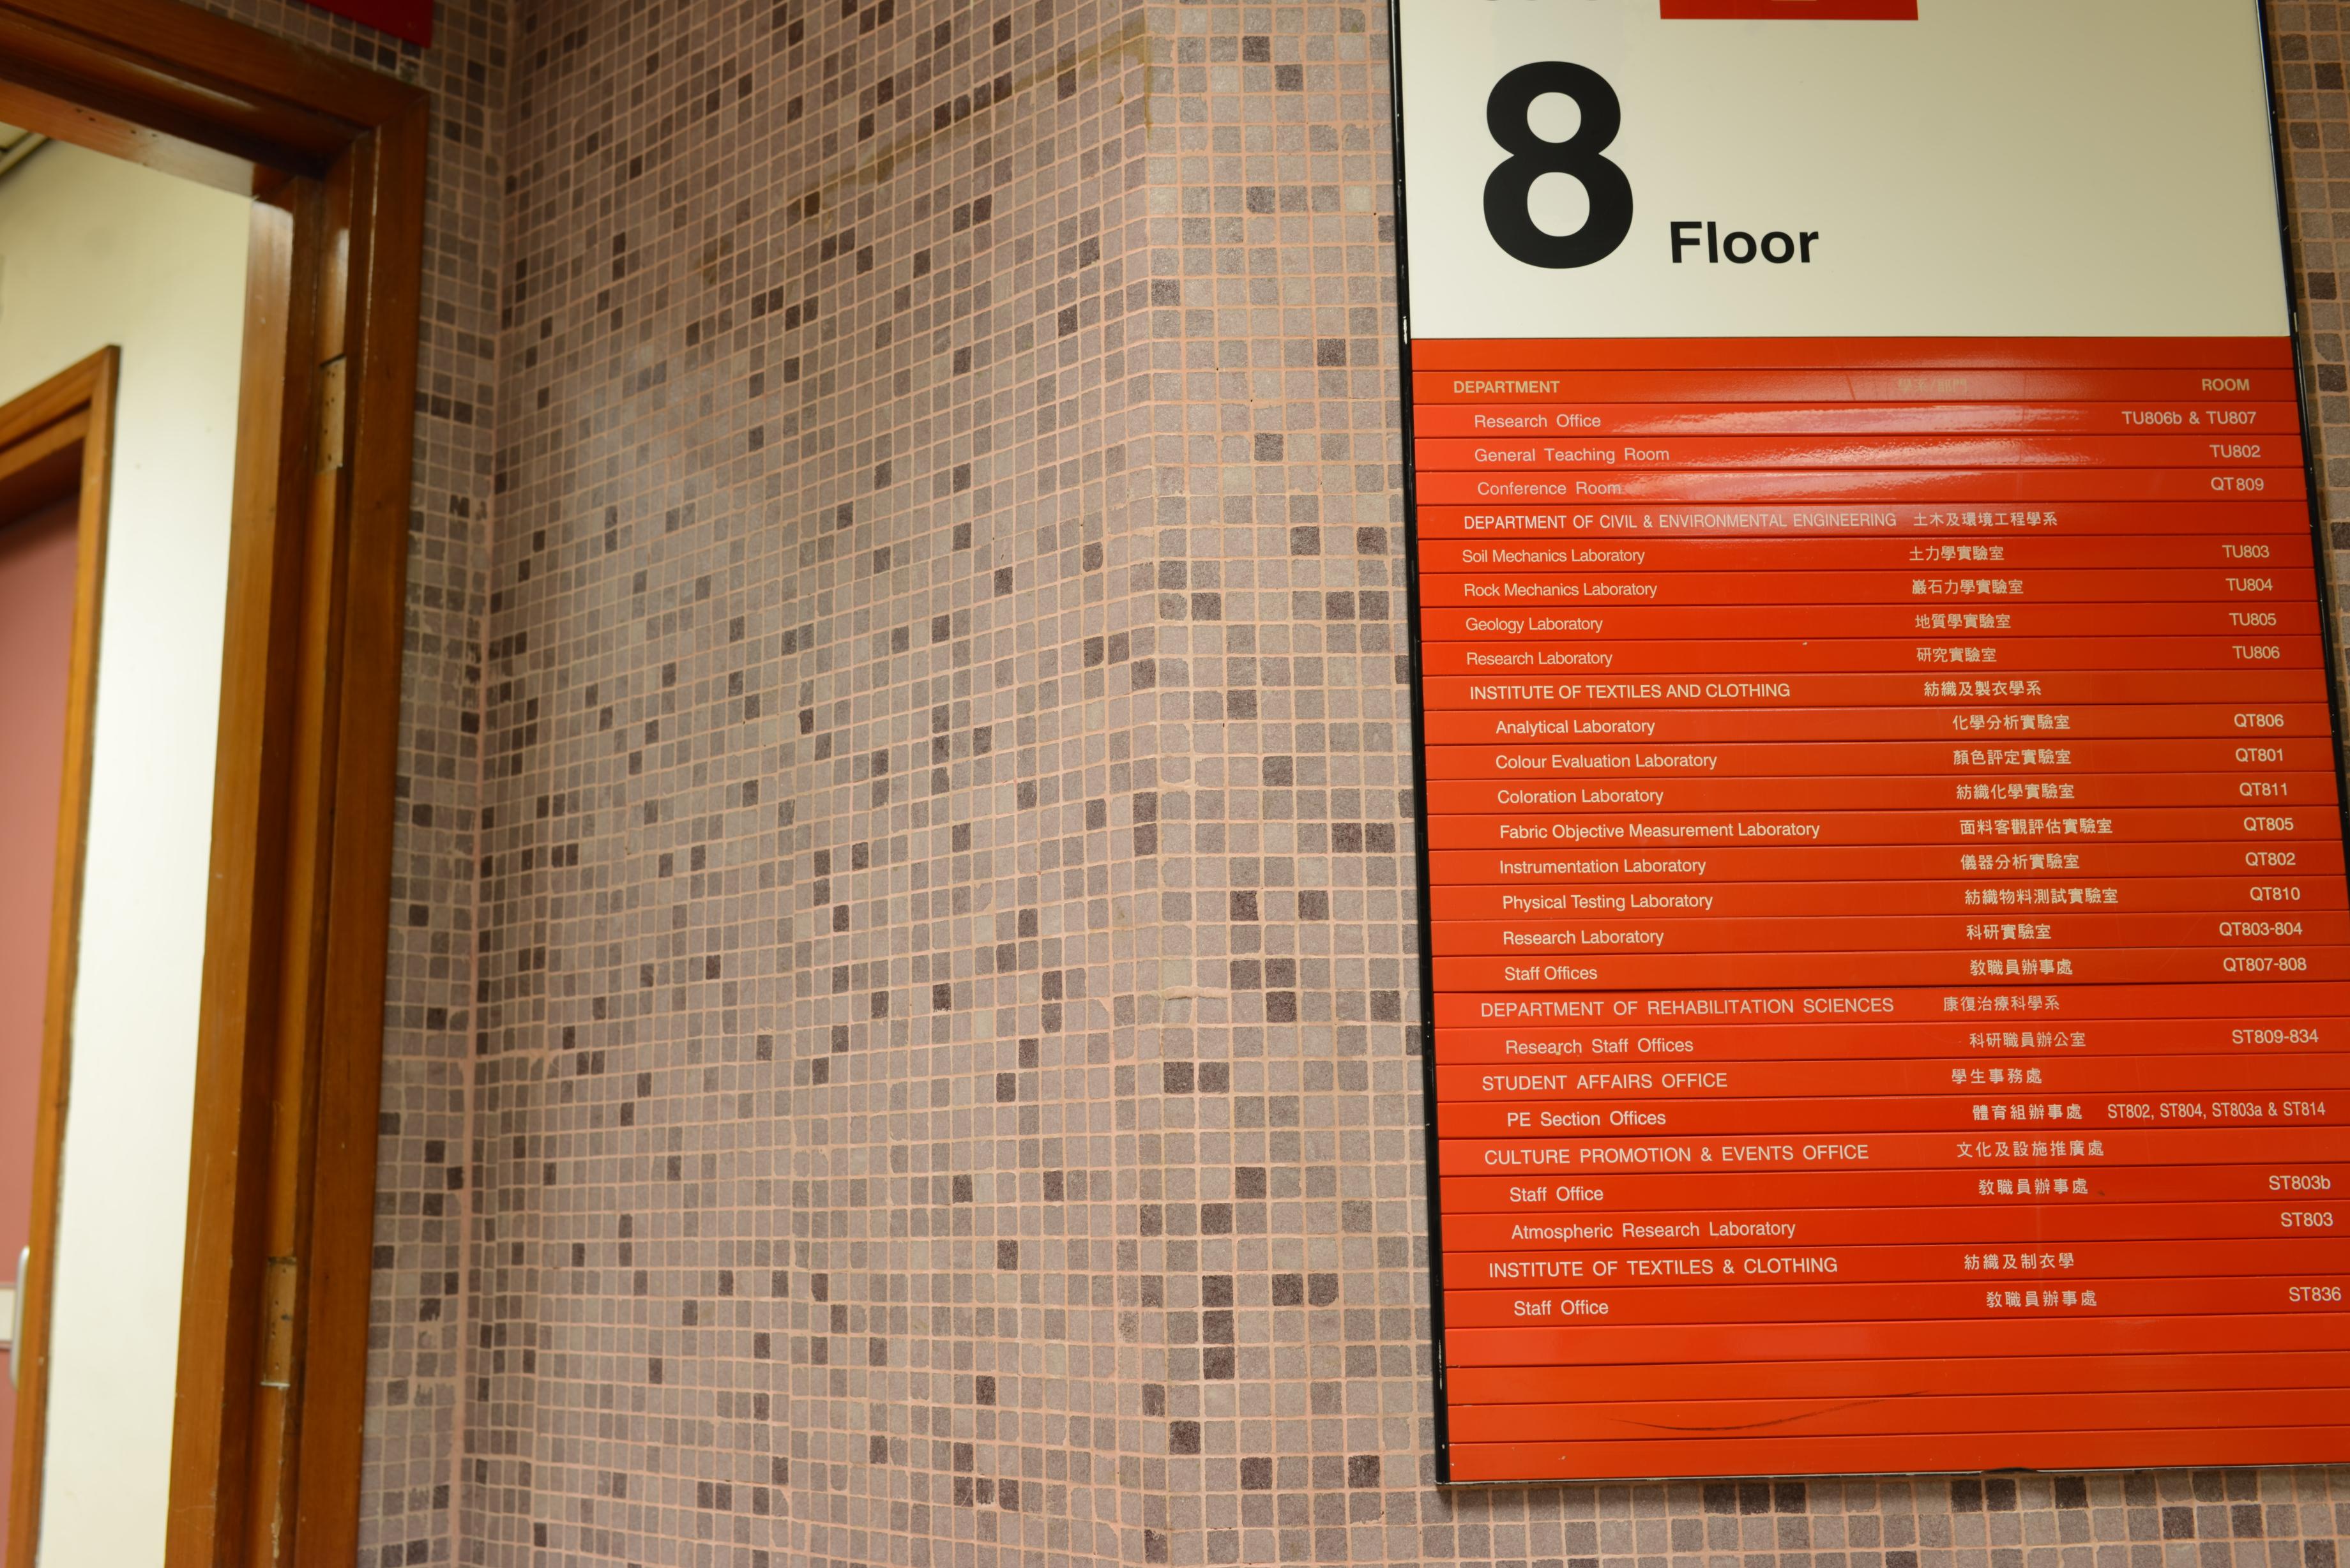 8 Floor
DEPARTMENT 學系/部門 ROOM
Research Office TU806b & TU807
General Teaching Room TU802
Conference Room QT809
DEPARTMENT OF CIVIL & ENVIRONMENTAL ENGINEERING 土木及環境工程學系
Soil Mechanics Laboratory 土力學實驗室 TU803
Rock Mechanics Laboratory 巖石力學實驗室 TU804
Geology Laboratory 地質學實驗室 TU805
Research Laboratory 研究實驗室 TU806
INSTITUTE OF TEXTILES AND CLOTHING 紡織及製衣學系
Analytical Laboratory 化學分析實驗室 QT806
Colour Evaluation Laboratory 顏色評定實驗室 QT801
Coloration Laboratory 紡織化學實驗室 QT811
Fabric Objective Measurement Laboratory 面料客觀評估實驗室 QT805
Instrumentation Laboratory 儀器分析實驗室 QT802
Physical Testing Laboratory 紡織物料測試實驗室 QT810
Research Laboratory 科研實驗室 QT803-804
Staff Offices 教職員辦事處 QT807-808
DEPARTMENT OF REHABILITATION SCIENCES 康復治療科學系
Research Staff Offices 科研職員辦公室 ST809-834
STUDENT AFFAIRS OFFICE 學生事務處
PE Section Offices 體育組辦事處 ST802, ST804, ST803a & ST814
CULTURE PROMOTION & EVENTS OFFICE 文化及設施推廣處
Staff Office 教職員辦事處 ST803b
Atmospheric Research Laboratory ST803
INSTITUTE OF TEXTILES & CLOTHING 紡織及制衣學
Staff Office 教職員辦事處 ST836